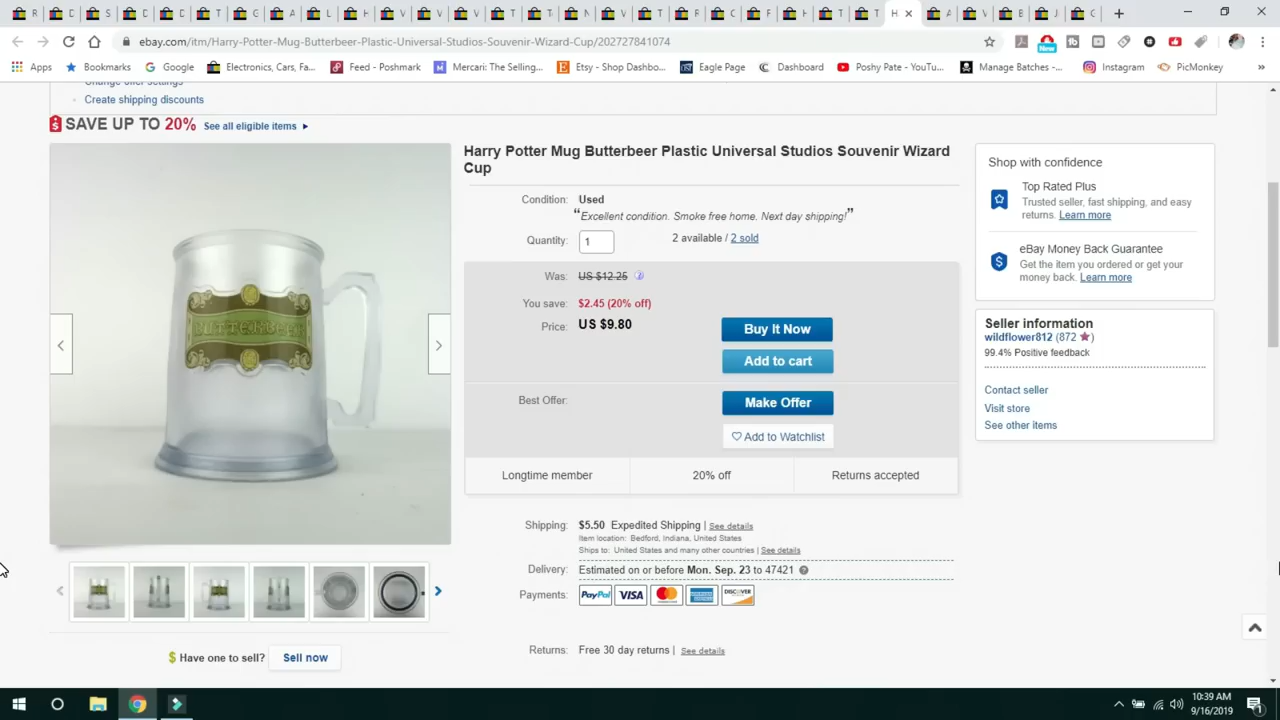 R
D
S
D
D
T
G
A
L
H
V
V
V
T
T
N
V
T
R
C
F
H
T
T
H
A
V
B
J
G
ebay.com/itm/Harry-Potter-Mug-Butterbeer-Plastic-Universal-Studios-Souvenir-Wizard-Cup/202727841074
New
Apps Bookmarks Google Electronics, Cars, Fa... Feed - Poshmark Mercari: The Selling... Etsy - Shop Dashbo... Eagle Page Dashboard Poshy Pate - YouTu... Manage Batches -... Instagram PicMonkey »
Create shipping discounts
SAVE UP TO 20% See all eligible items
BUTTERBEER
Have one to sell? Sell now
Harry Potter Mug Butterbeer Plastic Universal Studios Souvenir Wizard
Cup
Condition: Used
“Excellent condition. Smoke free home. Next day shipping!”
Quantity: 1 2 available / 2 sold
Was: US $12.25
You save: $2.45 (20% off)
Price: US $9.80
Buy It Now
Add to cart
Best Offer: Make Offer
Add to Watchlist
Longtime member 20% off Returns accepted
Shipping: $5.50 Expedited Shipping | See details
Item location: Bedford, Indiana, United States
Ships to: United States and many other countries | See details
Delivery: Estimated on or before Mon. Sep. 23 to 47421
Payments: PayPal VISA MasterCard AMERICAN EXPRESS DISCOVER
Returns: Free 30 day returns | See details
Shop with confidence
Top Rated Plus
Trusted seller, fast shipping, and easy
returns. Learn more
eBay Money Back Guarantee
Get the item you ordered or get your
money back. Learn more
Seller information
wildflower812 (872 )
99.4% Positive feedback
Contact seller
Visit store
See other items
10:39 AM
9/16/2019
1